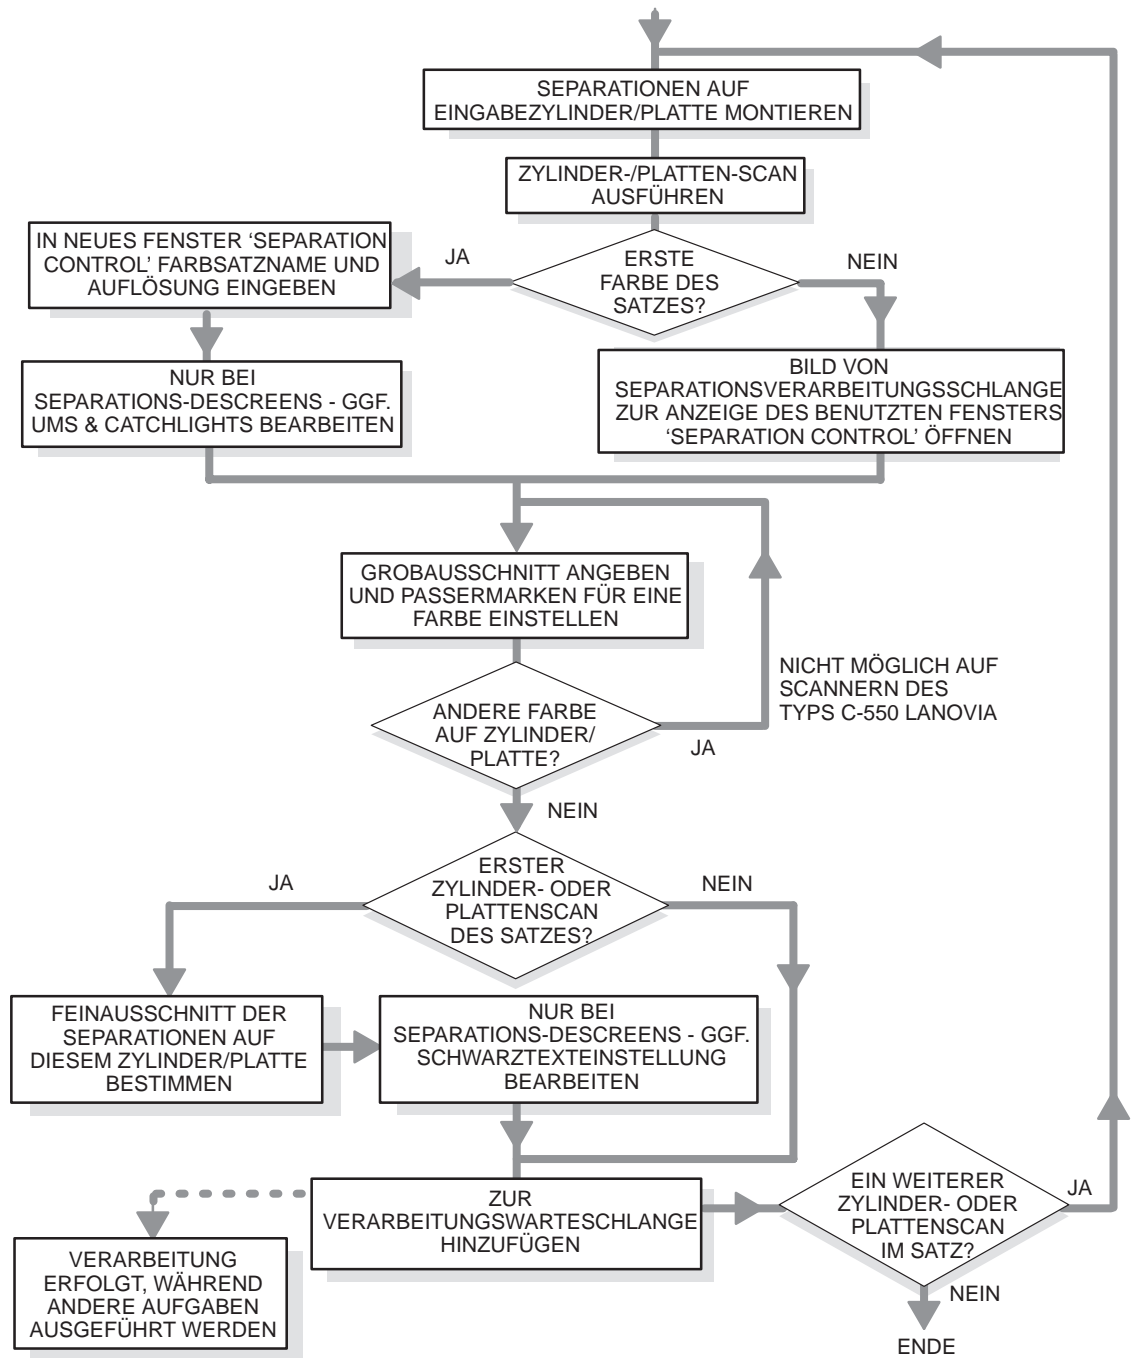 SEPARATIONEN AUF
EINGABEZYLINDER/PLATTE MONTIEREN
ZYLINDER-/PLATTEN-SCAN
AUSFÜHREN
ERSTE
FARBE DES
SATZES?
JA
NEIN
IN NEUES FENSTER ‘SEPARATION
CONTROL’ FARBSATZNAME UND
AUFLÖSUNG EINGEBEN
NUR BEI
SEPARATIONS-DESCREENS - GGF.
UMS & CATCHLIGHTS BEARBEITEN
BILD VON
SEPARATIONSVERARBEITUNGSSCHLANGE
ZUR ANZEIGE DES BENUTZTEN FENSTERS
‘SEPARATION CONTROL’ ÖFFNEN
GROBAUSSCHNITT ANGEBEN
UND PASSERMARKEN FÜR EINE
FARBE EINSTELLEN
NICHT MÖGLICH AUF
SCANNERN DES
TYPS C-550 LANOVIA
ANDERE FARBE
AUF ZYLINDER/
PLATTE?
JA
NEIN
ERSTER
ZYLINDER- ODER
PLATTENSCAN
DES SATZES?
JA
NEIN
FEINAUSSCHNITT DER
SEPARATIONEN AUF
DIESEM ZYLINDER/PLATTE
BESTIMMEN
NUR BEI
SEPARATIONS-DESCREENS - GGF.
SCHWARZTEXTEINSTELLUNG
BEARBEITEN
ZUR
VERARBEITUNGSWARTESCHLANGE
HINZUFÜGEN
EIN WEITERER
ZYLINDER- ODER
PLATTENSCAN
IM SATZ?
JA
NEIN
ENDE
VERARBEITUNG
ERFOLGT, WÄHREND
ANDERE AUFGABEN
AUSGEFÜHRT WERDEN